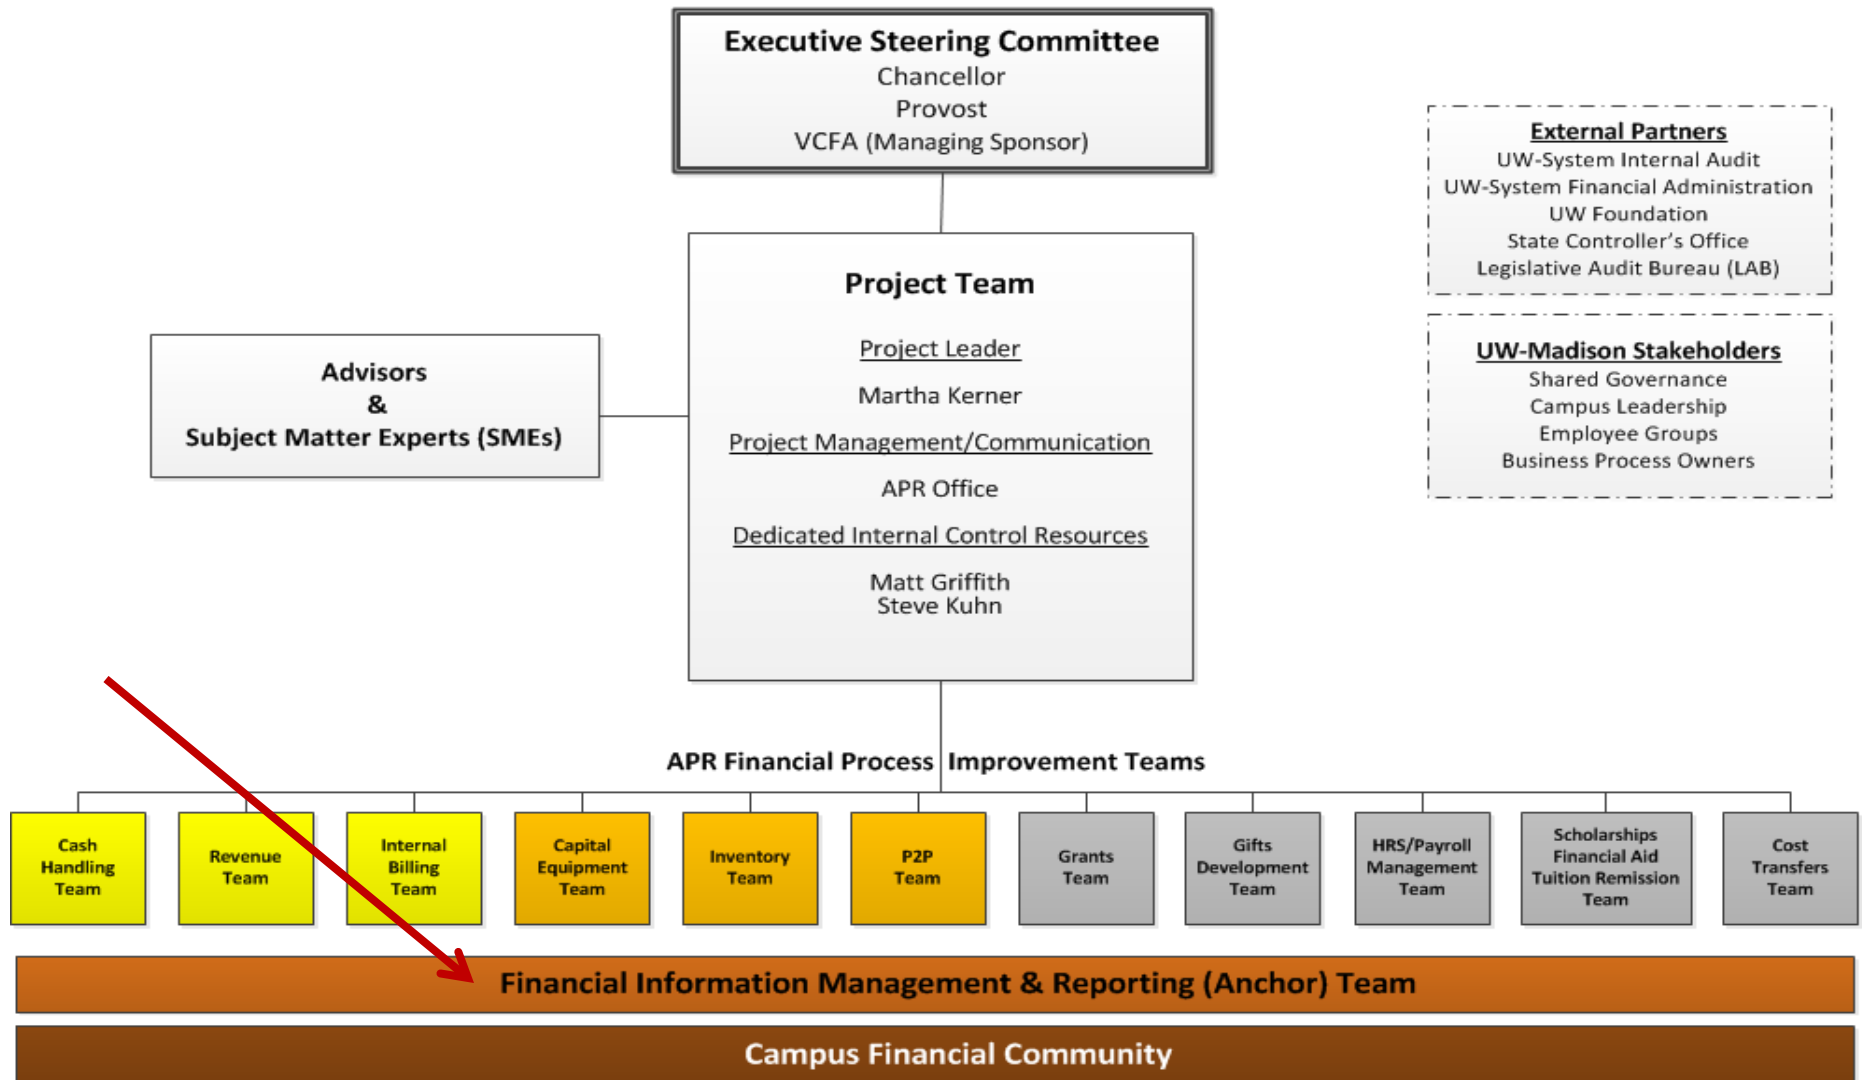 Executive Steering Committee
Chancellor
Provost
VCFA (Managing Sponsor)
External Partners
UW-System Internal Audit
UW-System Financial Administration
UW Foundation
State Controller's Office
Legislative Audit Bureau (LAB)
UW-Madison Stakeholders
Shared Governance
Campus Leadership
Employee Groups
Business Process Owners
Advisors
&
Subject Matter Experts (SMEs)
Project Team
Project Leader
Martha Kerner
Project Management/Communication
APR Office
Dedicated Internal Control Resources
Matt Griffith
Steve Kuhn
APR Financial Process Improvement Teams
Cash
Handling
Team
Revenue
Team
Internal
Billing
Team
Capital
Equipment
Team
Inventory
Team
P2P
Team
Grants
Team
Gifts
Development
Team
HRS/Payroll
Management
Team
Scholarships
Financial Aid
Tuition Remission
Team
Cost
Transfers
Team
Financial Information Management & Reporting (Anchor) Team
Campus Financial Community